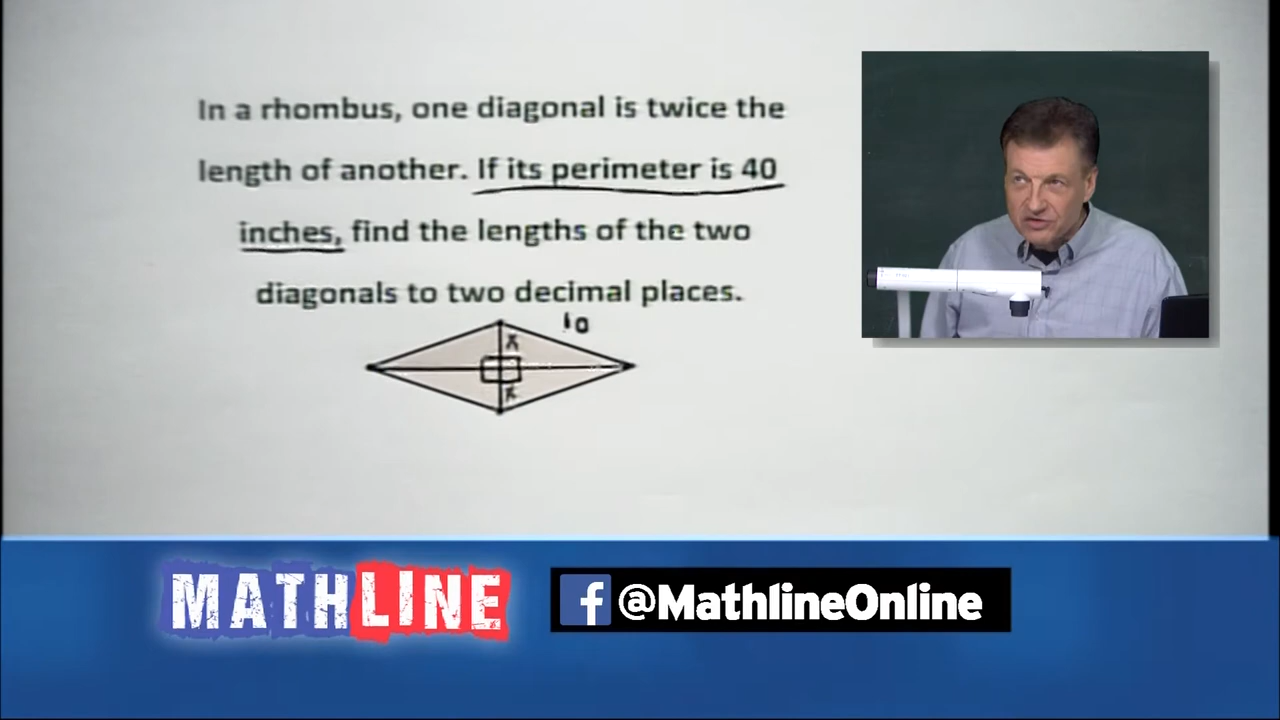 In a rhombus, one diagonal is twice the
length of another. If its perimeter is 40
inches, find the lengths of the two
diagonals to two decimal places.
10
x
x
MATHLINE
f @MathlineOnline